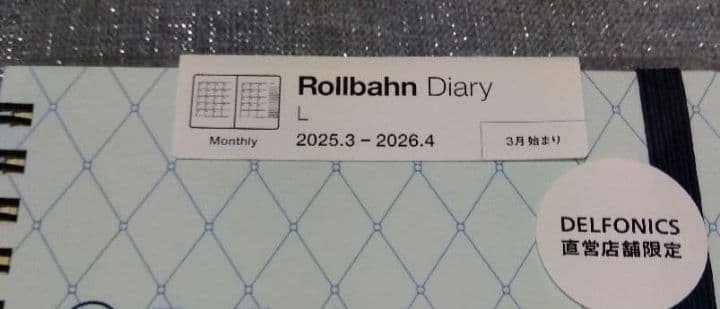 Rollbahn Diary
L
Monthly
2025.3 – 2026.4
3月始まり
DELFONICS
直営店舗限定